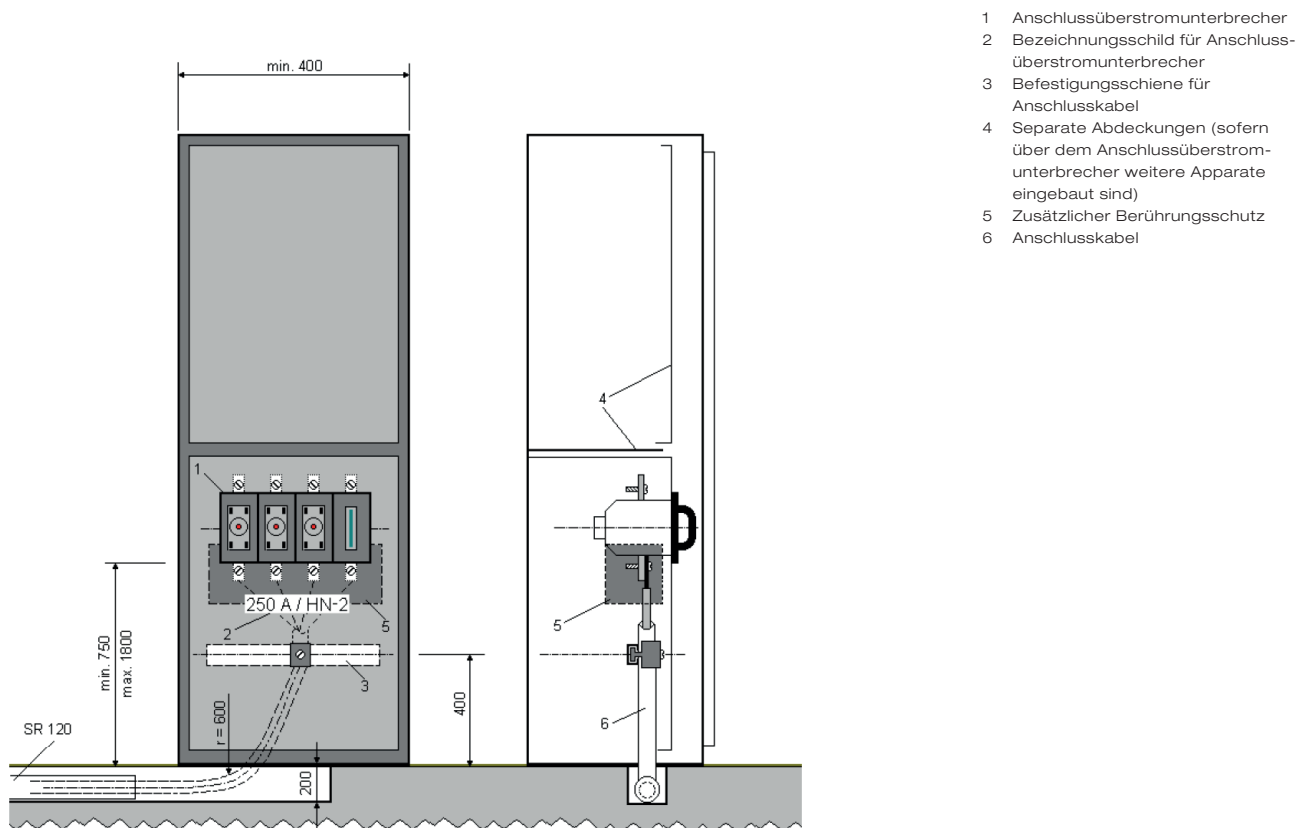 1 Anschlussüberstromunterbrecher
2 Bezeichnungsschild für Anschluss-
überstromunterbrecher
3 Befestigungsschiene für
Anschlusskabel
4 Separate Abdeckungen (sofern
über dem Anschlussüberstrom-
unterbrecher weitere Apparate
eingebaut sind)
5 Zusätzlicher Berührungsschutz
6 Anschlusskabel
min. 400
4
1
250 A / HN-2
2
5
5
3
min. 750
max. 1800
400
6
r = 600
SR 120
200